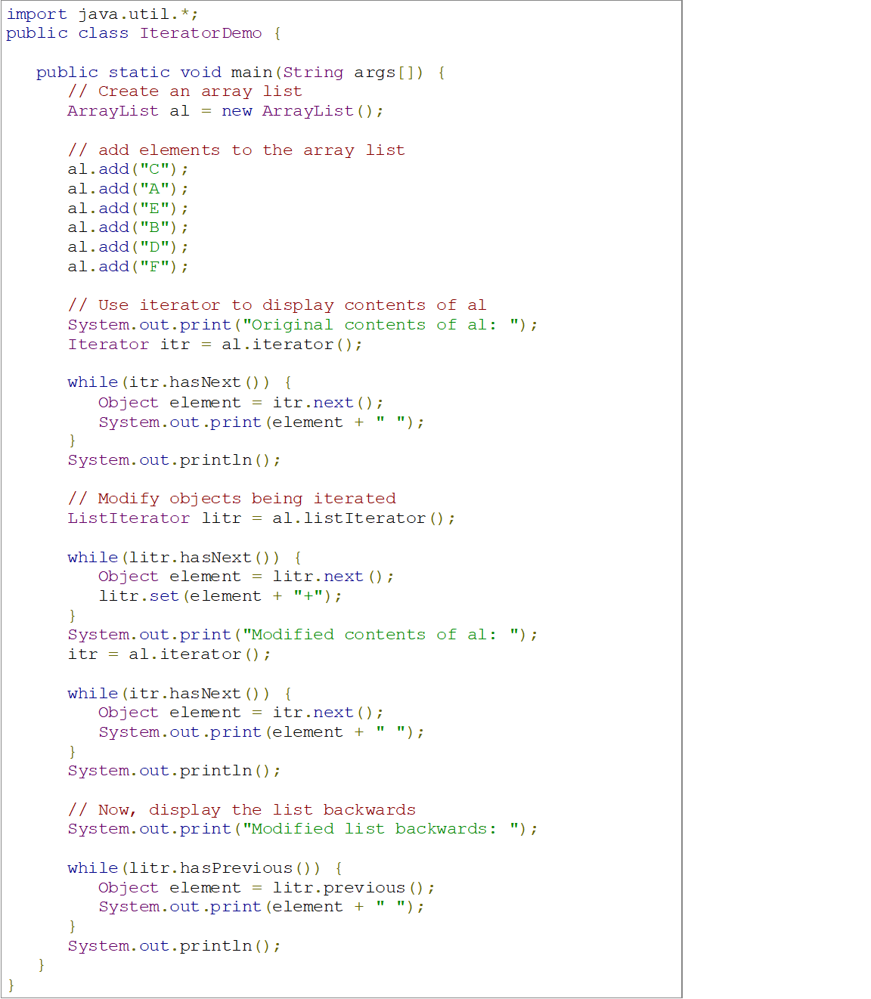 import java.util.*;
public class IteratorDemo {
public static void main(String args[]) {
// Create an array list
ArrayList al = new ArrayList();
// add elements to the array list
al.add("C");
al.add("A");
al.add("E");
al.add("B");
al.add("D");
al.add("F");
// Use iterator to display contents of al
System.out.print("Original contents of al: ");
Iterator itr = al.iterator();
while(itr.hasNext()) {
Object element = itr.next();
System.out.print(element + " ");
}
System.out.println();
// Modify objects being iterated
ListIterator litr = al.listIterator();
while(litr.hasNext()) {
Object element = litr.next();
litr.set(element + "+");
}
System.out.print("Modified contents of al: ");
itr = al.iterator();
while(itr.hasNext()) {
Object element = itr.next();
System.out.print(element + " ");
}
System.out.println();
// Now, display the list backwards
System.out.print("Modified list backwards: ");
while(litr.hasPrevious()) {
Object element = litr.previous();
System.out.print(element + " ");
}
System.out.println();
}
}